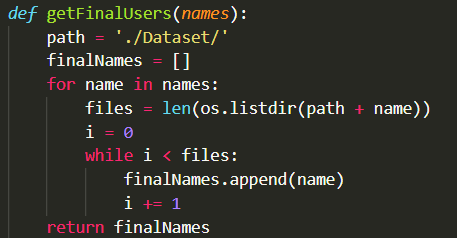 def getFinalUsers(names):
    path = './Dataset/'
    finalNames = []
    for name in names:
        files = len(os.listdir(path + name))
        i = 0
        while i < files:
            finalNames.append(name)
            i += 1
    return finalNames